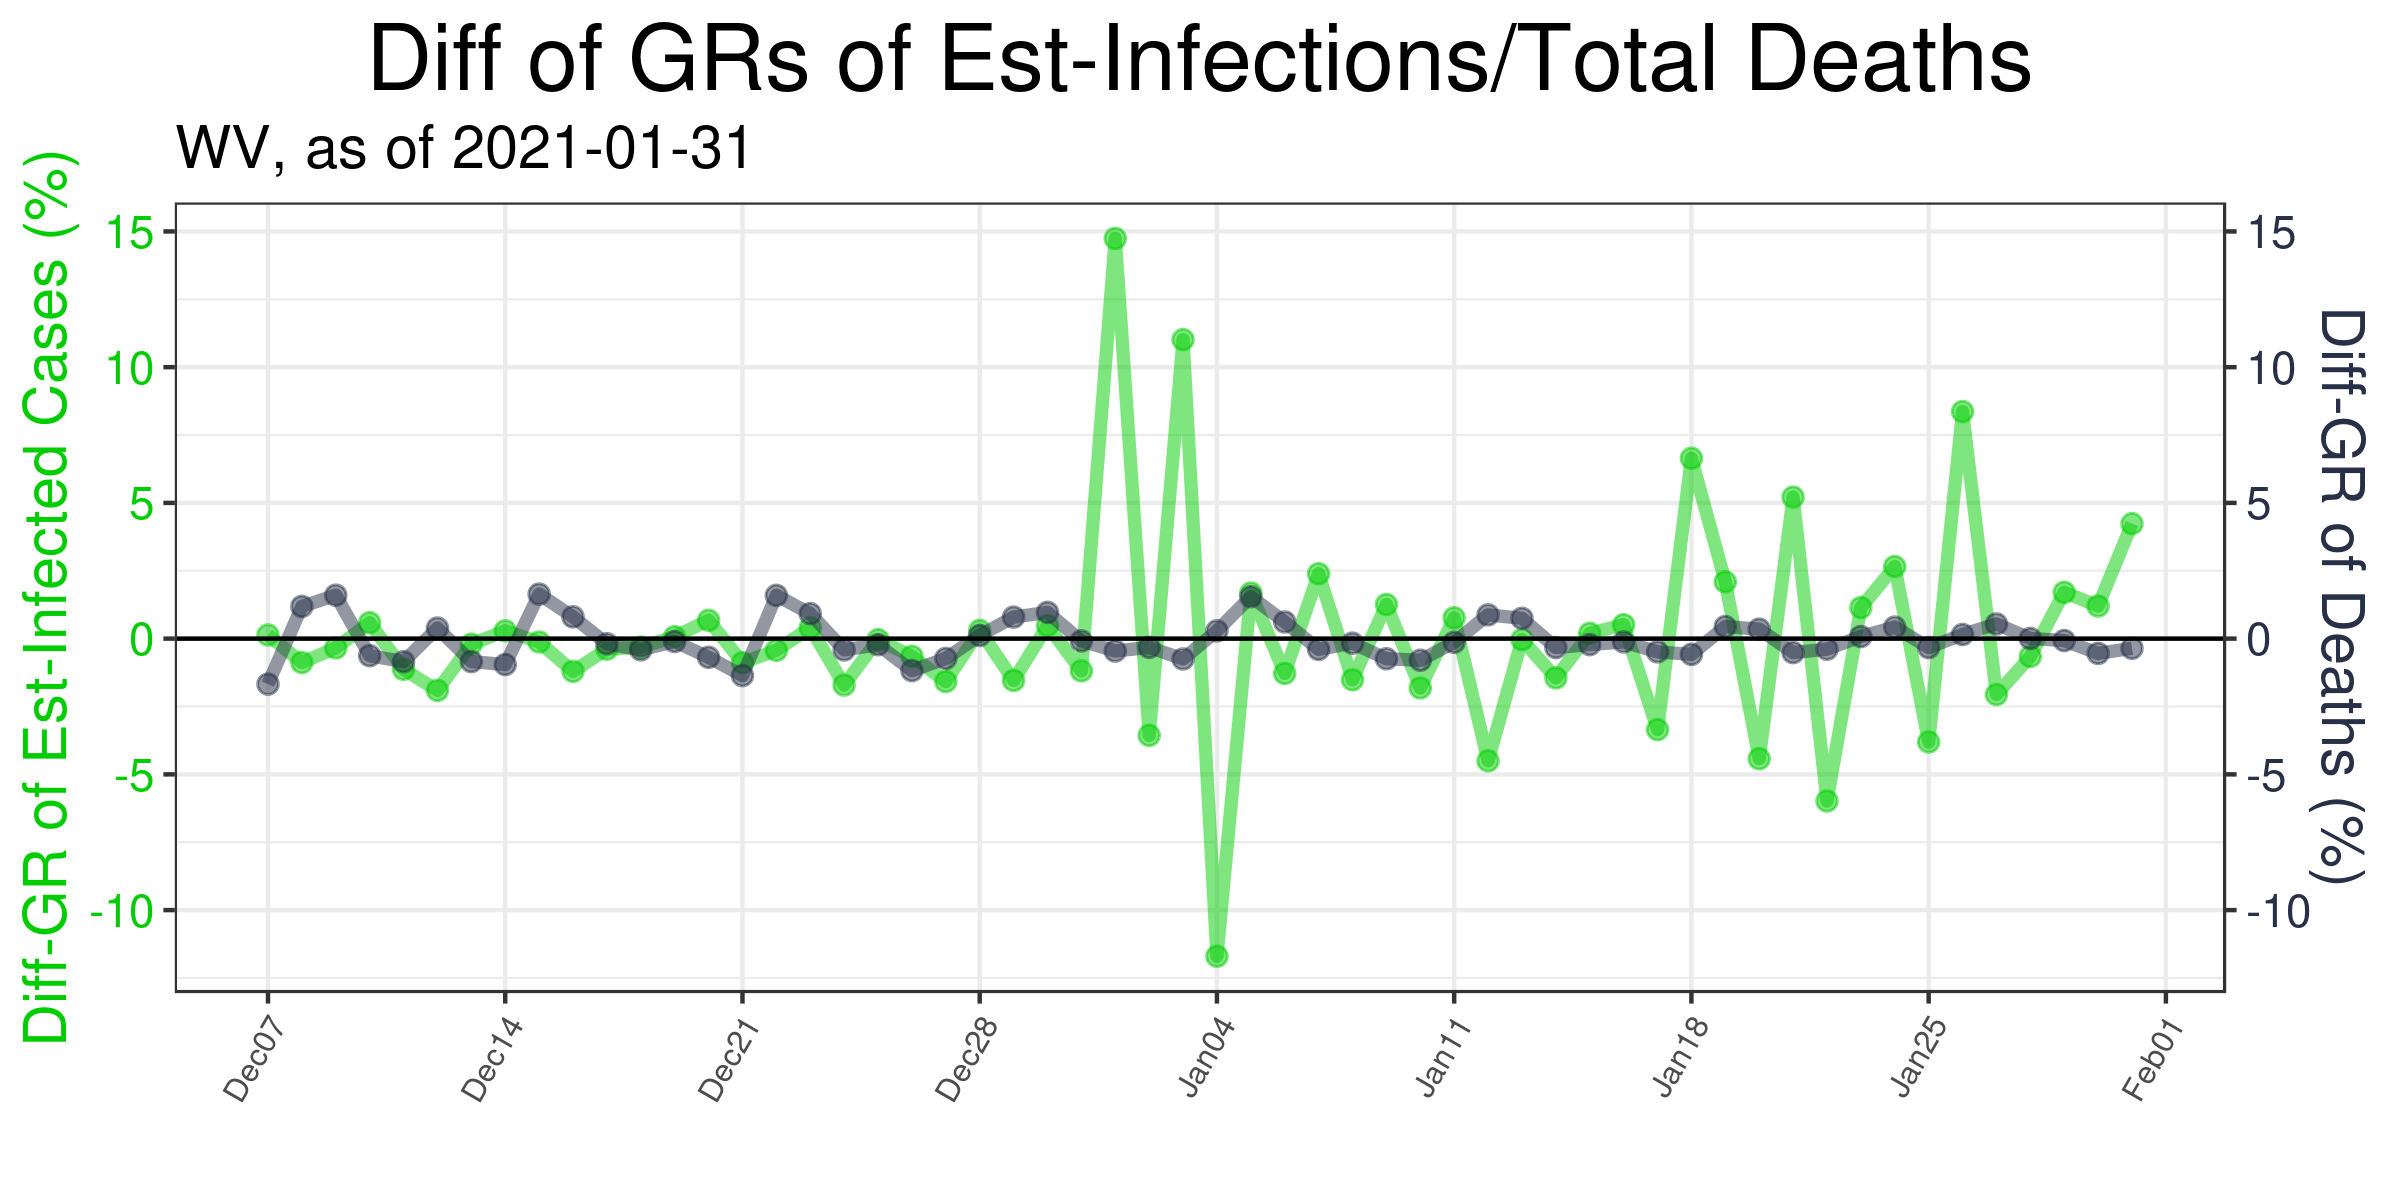 Diff of GRs of Est-Infections/Total Deaths
WV, as of 2021-01-31
Diff-GR of Est-Infected Cases (%)
15
10
5
0
-5
-10
15
10
5
0
-5
-10
Diff-GR of Deaths (%)
Dec07
Dec14
Dec21
Dec28
Jan04
Jan11
Jan18
Jan25
Feb01